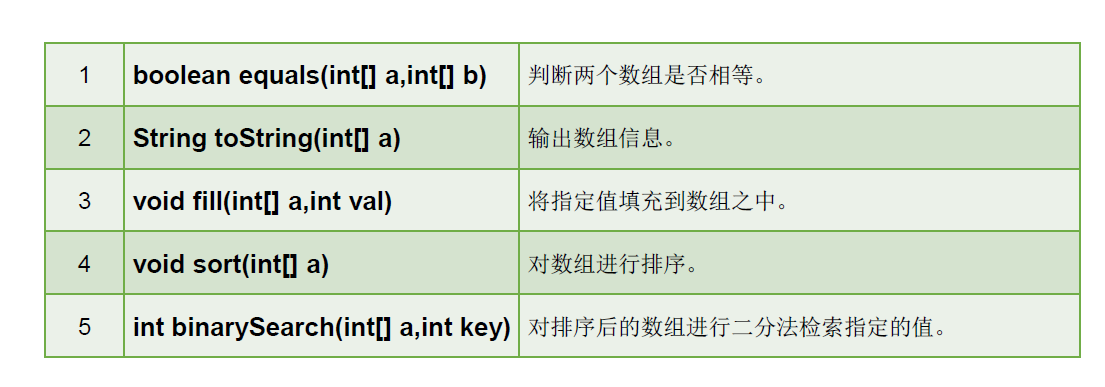 1 boolean equals(int[] a,int[] b) 判断两个数组是否相等。
2 String toString(int[] a) 输出数组信息。
3 void fill(int[] a,int val) 将指定值填充到数组之中。
4 void sort(int[] a) 对数组进行排序。
5 int binarySearch(int[] a,int key) 对排序后的数组进行二分法检索指定的值。